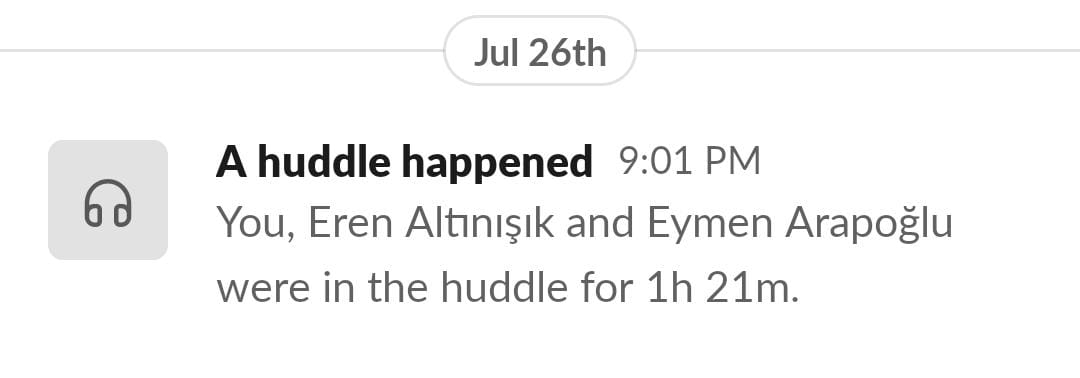 Jul 26th
A huddle happened 9:01 PM
You, Eren Altınışık and Eymen Arapoğlu
were in the huddle for 1h 21m.